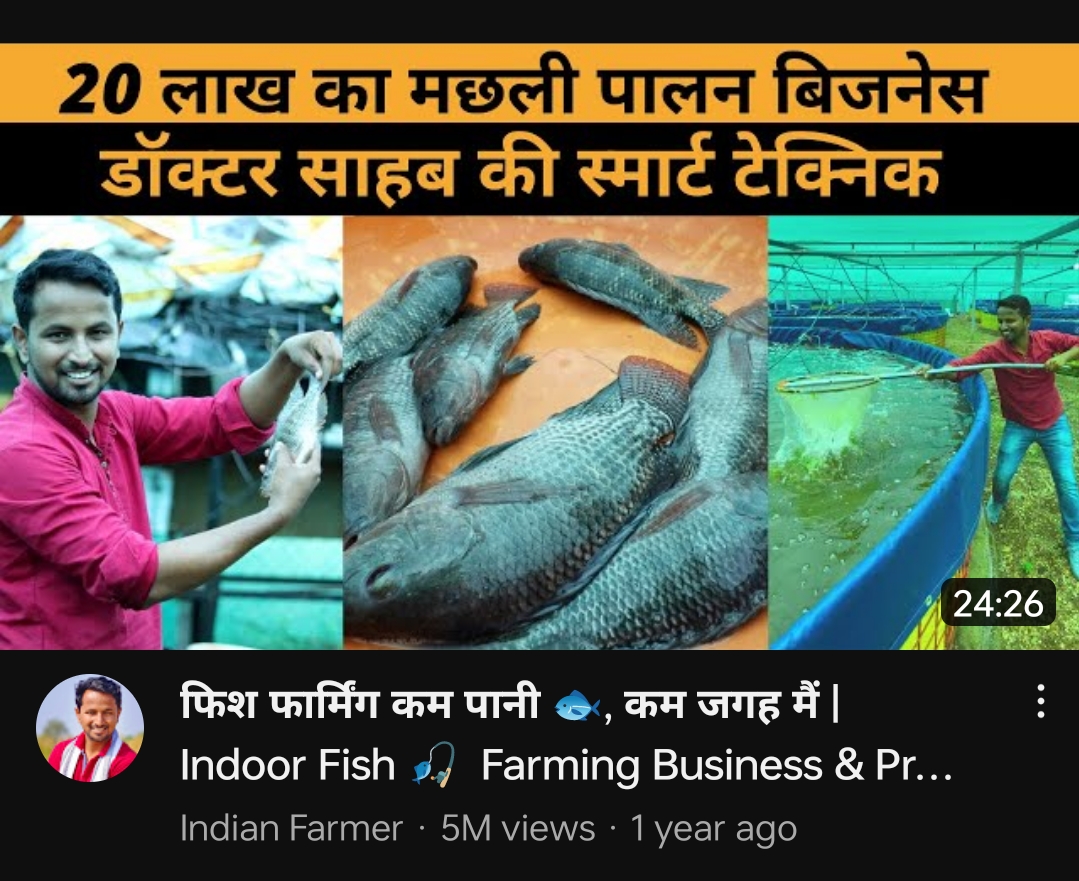 20 लाख का मछली पालन बिजनेस
डॉक्टर साहब की स्मार्ट टेक्निक
24:26
फिश फार्मिंग कम पानी 🐟, कम जगह मैं |
Indoor Fish 🎣 Farming Business & Pr...
Indian Farmer · 5M views · 1 year ago